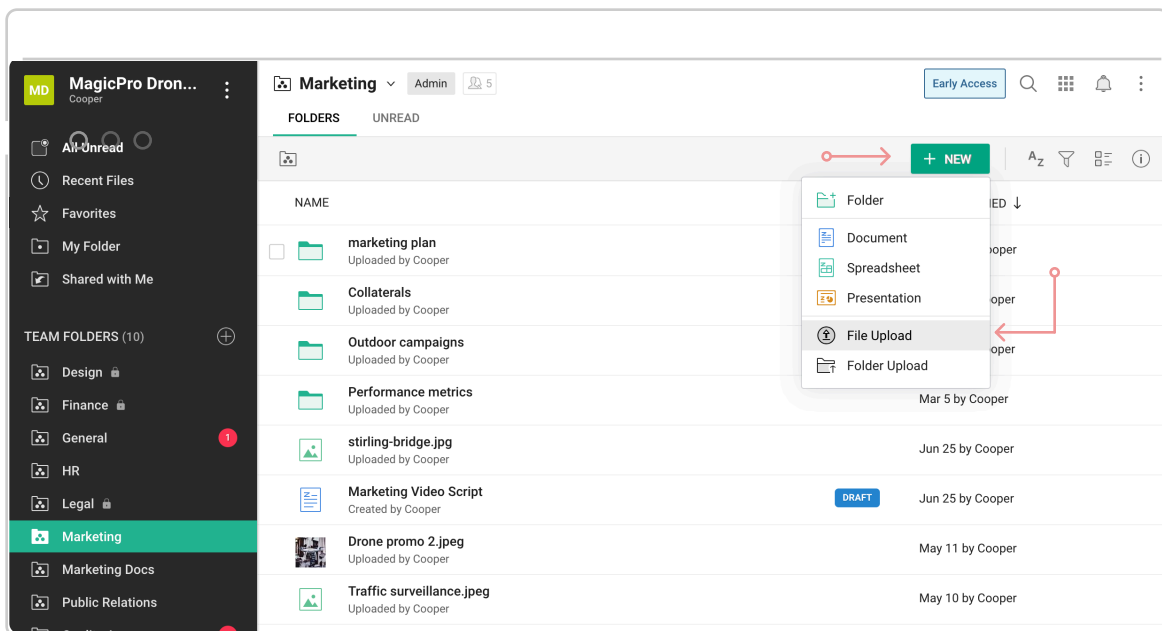 MD
MagicPro Dron...
Cooper
All Unread
Recent Files
Favorites
My Folder
Shared with Me
TEAM FOLDERS (10)
Design
Finance
General 1
HR
Legal
Marketing
Marketing Docs
Public Relations
Marketing Admin 5 Early Access
FOLDERS UNREAD
+ NEW AZ
NAME IED ↓
Folder
Document
Spreadsheet
Presentation
File Upload
Folder Upload
marketing plan
Uploaded by Cooper
ooper
Collaterals
Uploaded by Cooper
ooper
Outdoor campaigns
Uploaded by Cooper
ooper
Performance metrics
Uploaded by Cooper
Mar 5 by Cooper
stirling-bridge.jpg
Uploaded by Cooper
Jun 25 by Cooper
Marketing Video Script
Created by Cooper
DRAFT Jun 25 by Cooper
Drone promo 2.jpeg
Uploaded by Cooper
May 11 by Cooper
Traffic surveillance.jpeg
Uploaded by Cooper
May 10 by Cooper